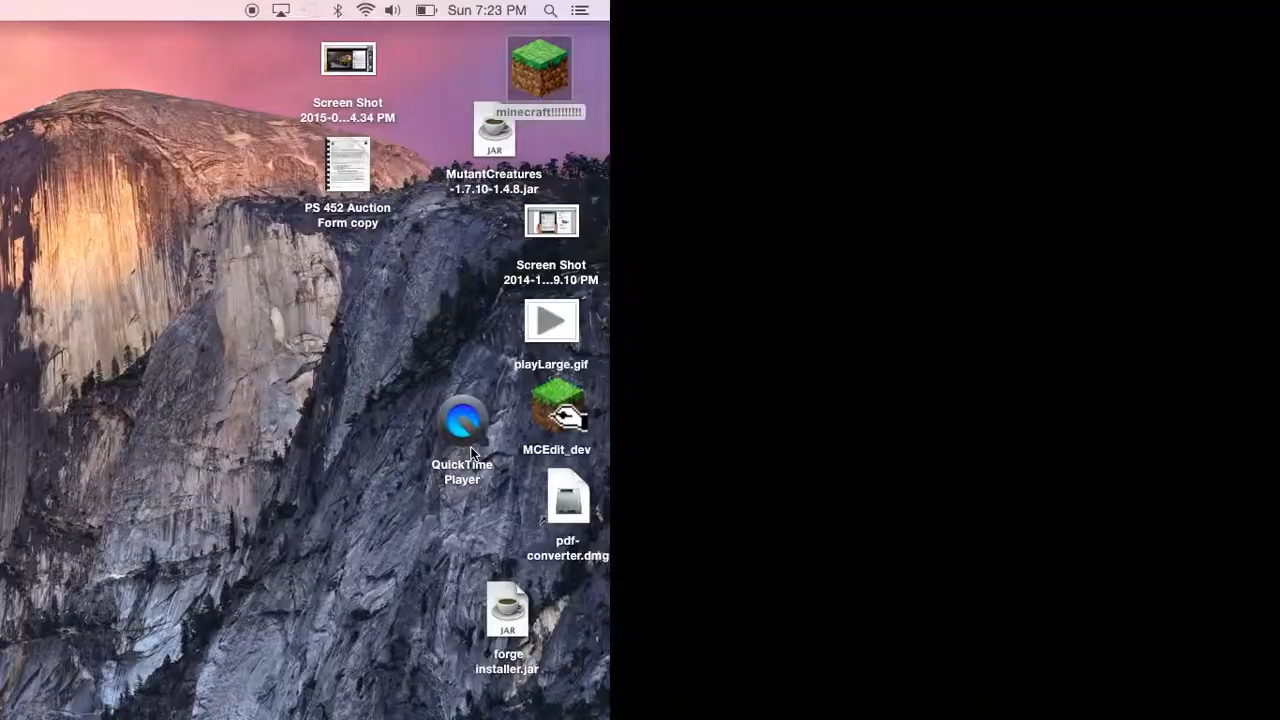 Sun 7:23 PM
Screen Shot
2015-0...4.34 PM
minecraft!!!!!!!!!
JAR
MutantCreatures
-1.7.10-1.4.8.jar
PS 452 Auction
Form copy
Screen Shot
2014-1...9.10 PM
playLarge.gif
MCEdit_dev
QuickTime
Player
pdf-
converter.dmg
JAR
forge
installer.jar